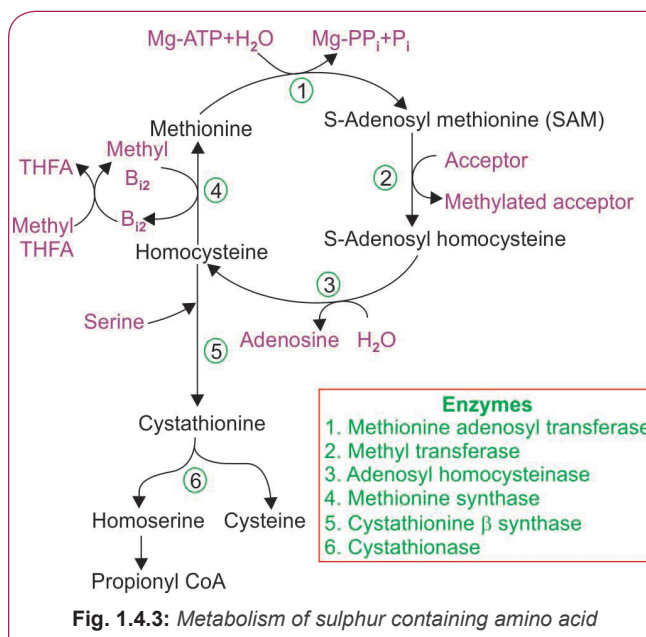 Mg-ATP+H₂O
Mg-PPᵢ+Pᵢ
1
Methionine
S-Adenosyl methionine (SAM)
THFA
Methyl
Bᵢ₂
4
2
Acceptor
Methylated acceptor
Methyl
THFA
Bᵢ₂
Homocysteine
S-Adenosyl homocysteine
3
Serine
Adenosine
H₂O
5
Cystathionine
6
Homoserine
Cysteine
Propionyl CoA
Enzymes
1. Methionine adenosyl transferase
2. Methyl transferase
3. Adenosyl homocysteinase
4. Methionine synthase
5. Cystathionine β synthase
6. Cystathionase
Fig. 1.4.3: Metabolism of sulphur containing amino acid